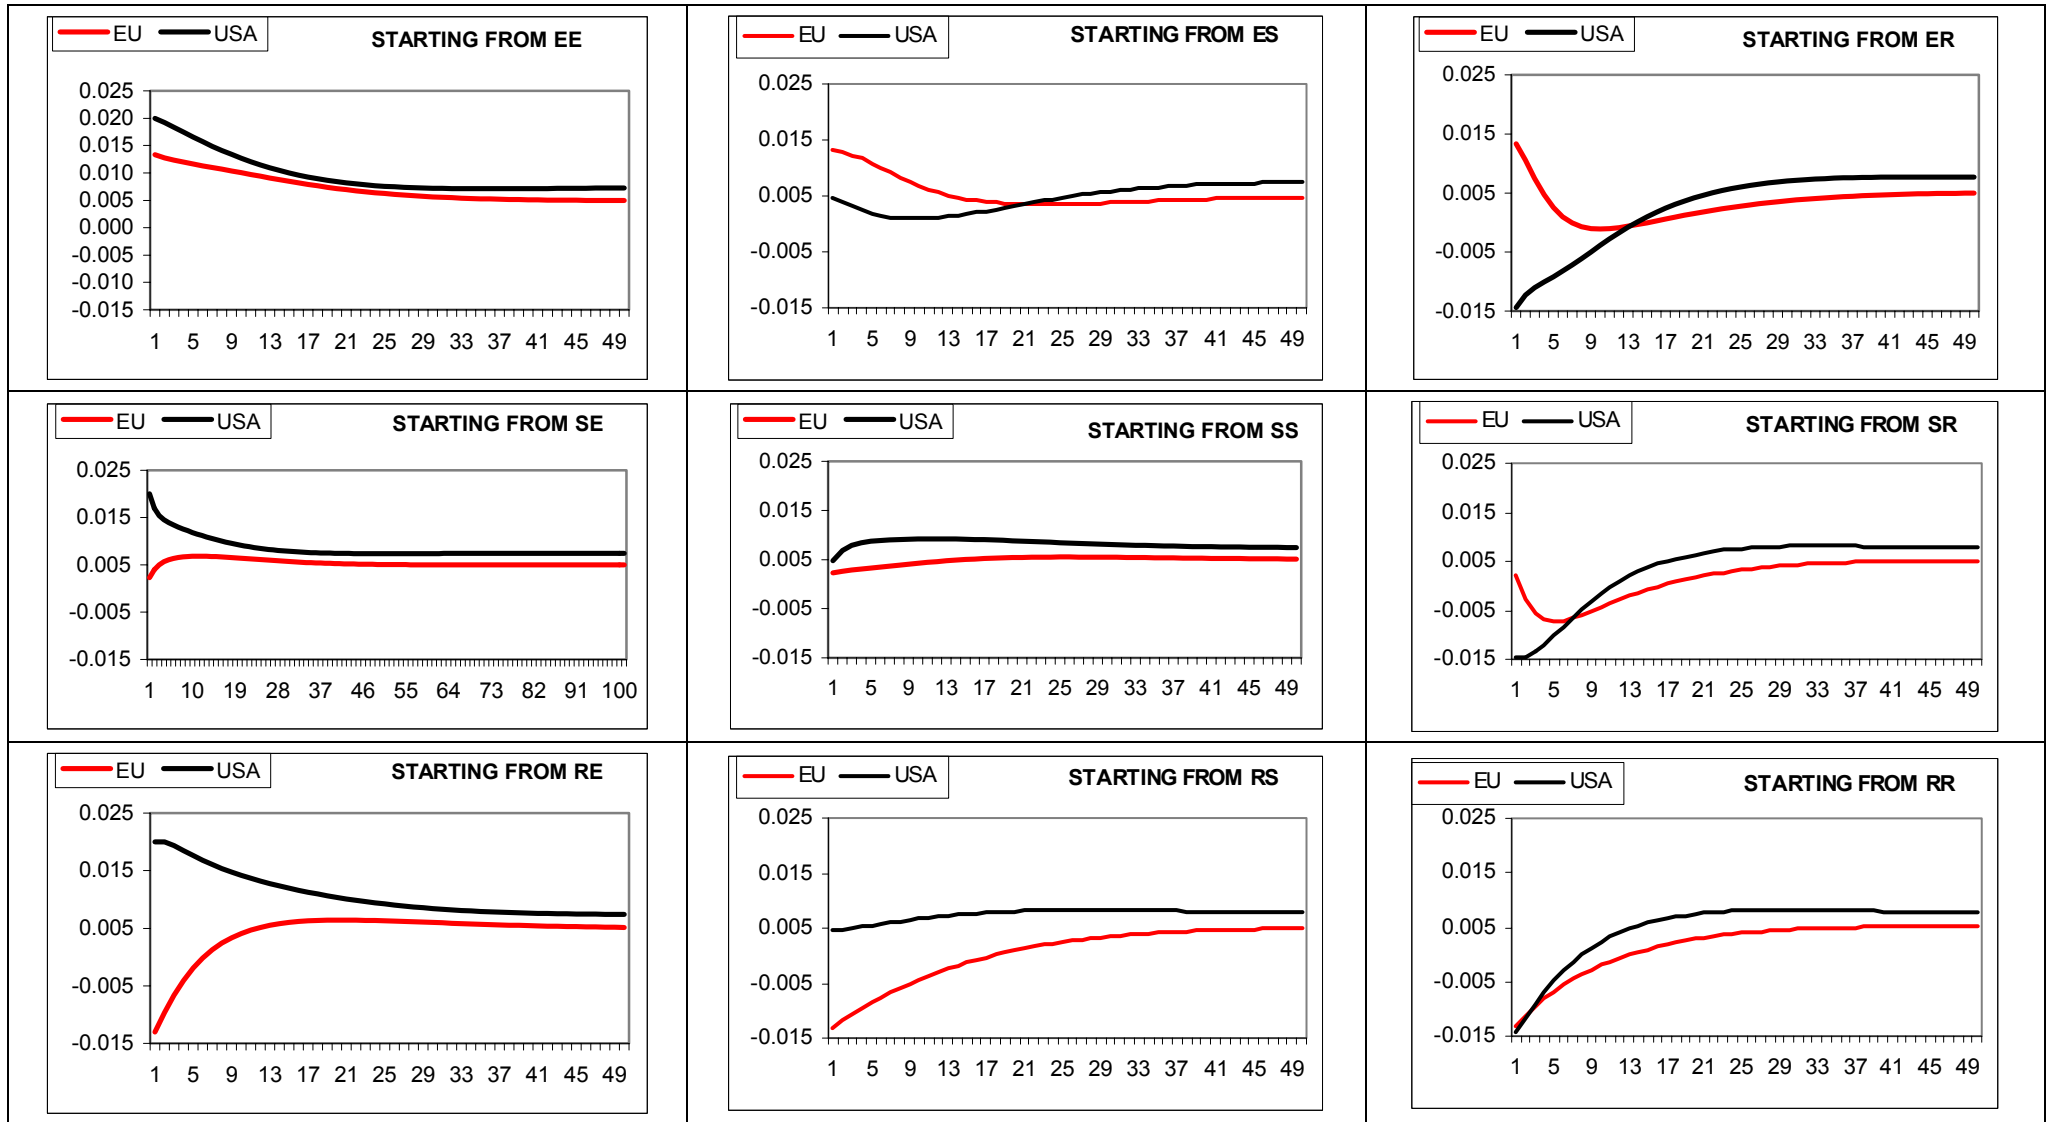 EU USA STARTING FROM EE
0.025
0.020
0.015
0.010
0.005
0.000
-0.005
-0.010
-0.015
1 5 9 13 17 21 25 29 33 37 41 45 49
EU USA STARTING FROM ES
0.025
0.015
0.005
-0.005
-0.015
1 5 9 13 17 21 25 29 33 37 41 45 49
EU USA STARTING FROM ER
0.025
0.015
0.005
-0.005
-0.015
1 5 9 13 17 21 25 29 33 37 41 45 49
EU USA STARTING FROM SE
0.025
0.015
0.005
-0.005
-0.015
1 10 19 28 37 46 55 64 73 82 91 100
EU USA STARTING FROM SS
0.025
0.015
0.005
-0.005
-0.015
1 5 9 13 17 21 25 29 33 37 41 45 49
EU USA STARTING FROM SR
0.025
0.015
0.005
-0.005
-0.015
1 5 9 13 17 21 25 29 33 37 41 45 49
EU USA STARTING FROM RE
0.025
0.015
0.005
-0.005
-0.015
1 5 9 13 17 21 25 29 33 37 41 45 49
EU USA STARTING FROM RS
0.025
0.015
0.005
-0.005
-0.015
1 5 9 13 17 21 25 29 33 37 41 45 49
EU USA STARTING FROM RR
0.025
0.015
0.005
-0.005
-0.015
1 5 9 13 17 21 25 29 33 37 41 45 49